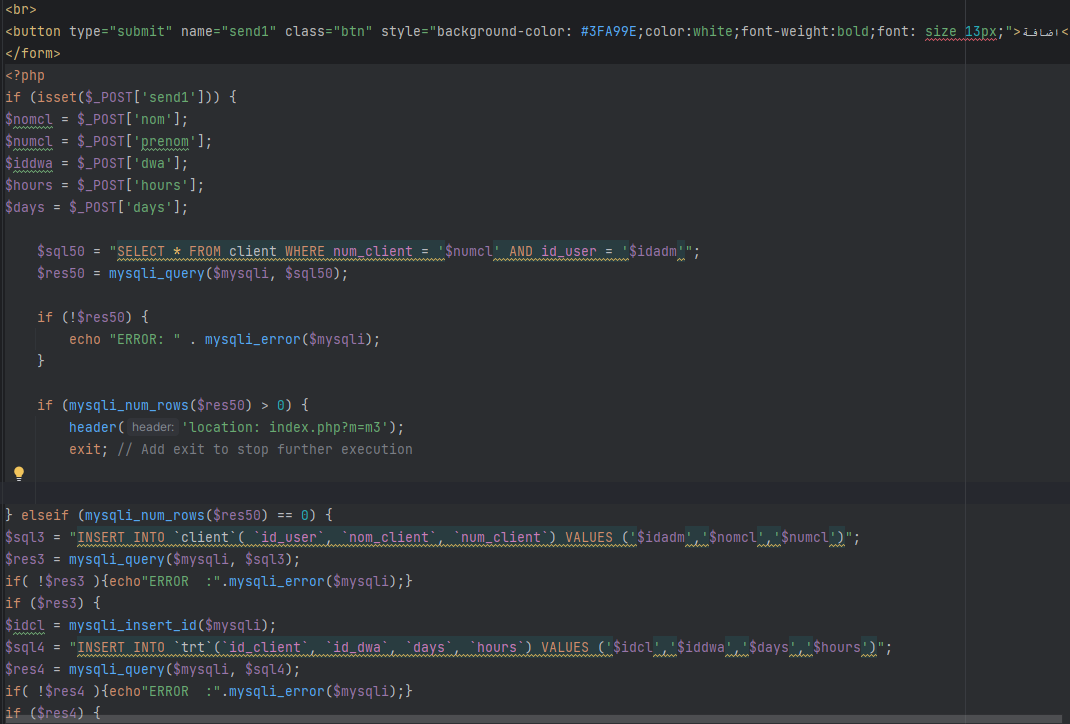 <br>
<button type="submit" name="send1" class="btn" style="background-color: #3FA99E;color:white;font-weight:bold;font: size 13px;">اضافة<
</form>
<?php
if (isset($_POST['send1'])) {
$nomcl = $_POST['nom'];
$numcl = $_POST['prenom'];
$iddwa = $_POST['dwa'];
$hours = $_POST['hours'];
$days = $_POST['days'];
$sql50 = "SELECT * FROM client WHERE num_client = '$numcl' AND id_user = '$idadm'";
$res50 = mysqli_query($mysqli, $sql50);
if (!$res50) {
echo "ERROR: " . mysqli_error($mysqli);
}
if (mysqli_num_rows($res50) > 0) {
header( header: 'location: index.php?m=m3');
exit; // Add exit to stop further execution
} elseif (mysqli_num_rows($res50) == 0) {
$sql3 = "INSERT INTO `client`( `id_user`, `nom_client`, `num_client`) VALUES ('$idadm','$nomcl','$numcl')";
$res3 = mysqli_query($mysqli, $sql3);
if( !$res3 ){echo"ERROR  :".mysqli_error($mysqli);}
if ($res3) {
$idcl = mysqli_insert_id($mysqli);
$sql4 = "INSERT INTO `trt`(`id_client`, `id_dwa`, `days`, `hours`) VALUES ('$idcl','$iddwa','$days','$hours')";
$res4 = mysqli_query($mysqli, $sql4);
if( !$res4 ){echo"ERROR  :".mysqli_error($mysqli);}
if ($res4) {